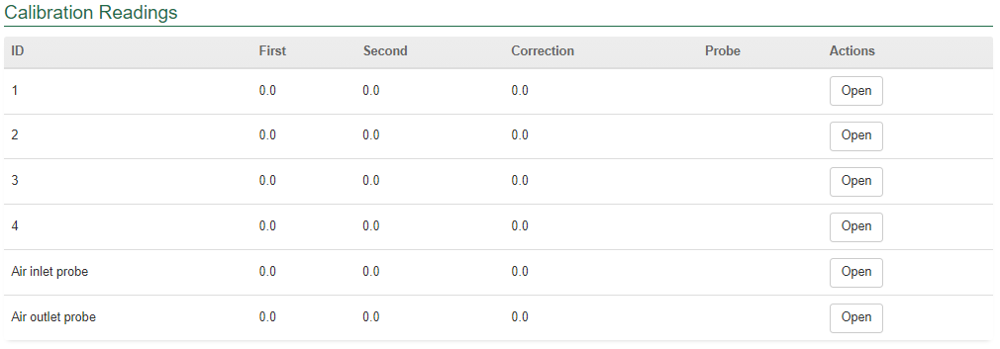 Calibration Readings
ID First Second Correction Probe Actions
1 0.0 0.0 0.0 Open
2 0.0 0.0 0.0 Open
3 0.0 0.0 0.0 Open
4 0.0 0.0 0.0 Open
Air inlet probe 0.0 0.0 0.0 Open
Air outlet probe 0.0 0.0 0.0 Open